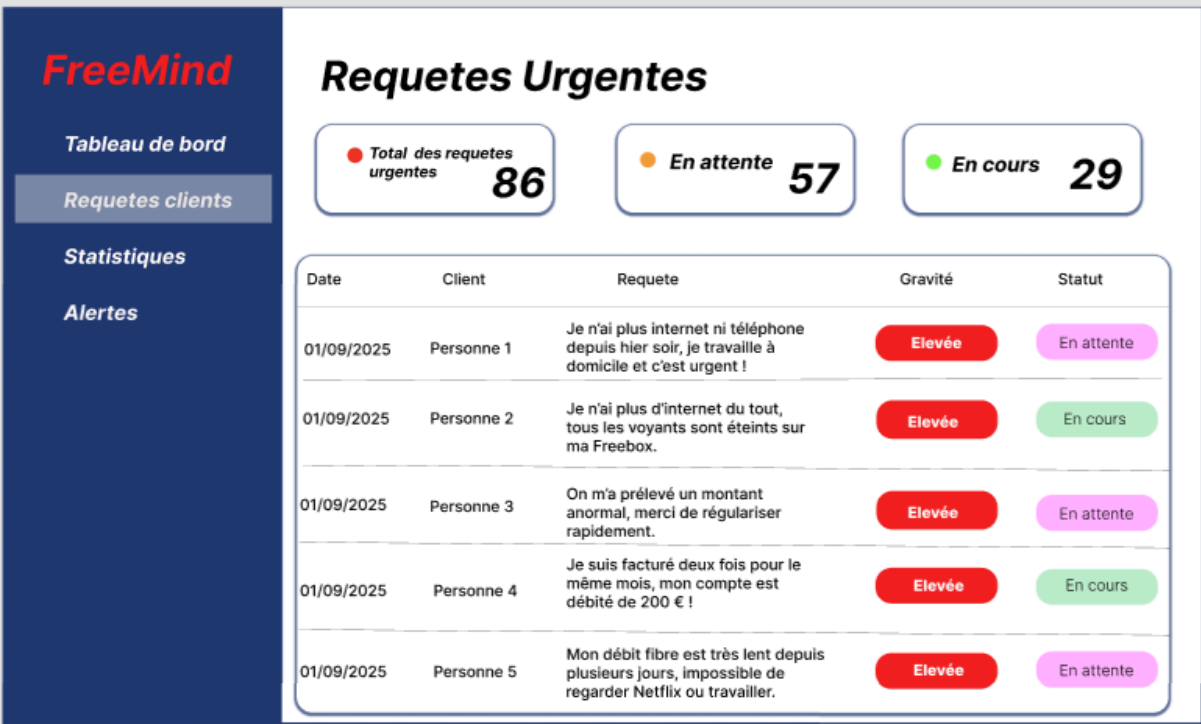 FreeMind
Tableau de bord
Requetes clients
Statistiques
Alertes
Requetes Urgentes
Total des requetes
urgentes
86
En attente
57
En cours
29
Date Client Requete Gravité Statut
01/09/2025 Personne 1
Je n'ai plus internet ni téléphone
depuis hier soir, je travaille à
domicile et c'est urgent !
Elevée
En attente
01/09/2025 Personne 2
Je n'ai plus d'internet du tout,
tous les voyants sont éteints sur
ma Freebox.
Elevée
En cours
01/09/2025 Personne 3
On m'a prélevé un montant
anormal, merci de régulariser
rapidement.
Elevée
En attente
01/09/2025 Personne 4
Je suis facturé deux fois pour le
même mois, mon compte est
débité de 200 € !
Elevée
En cours
01/09/2025 Personne 5
Mon débit fibre est très lent depuis
plusieurs jours, impossible de
regarder Netflix ou travailler.
Elevée
En attente